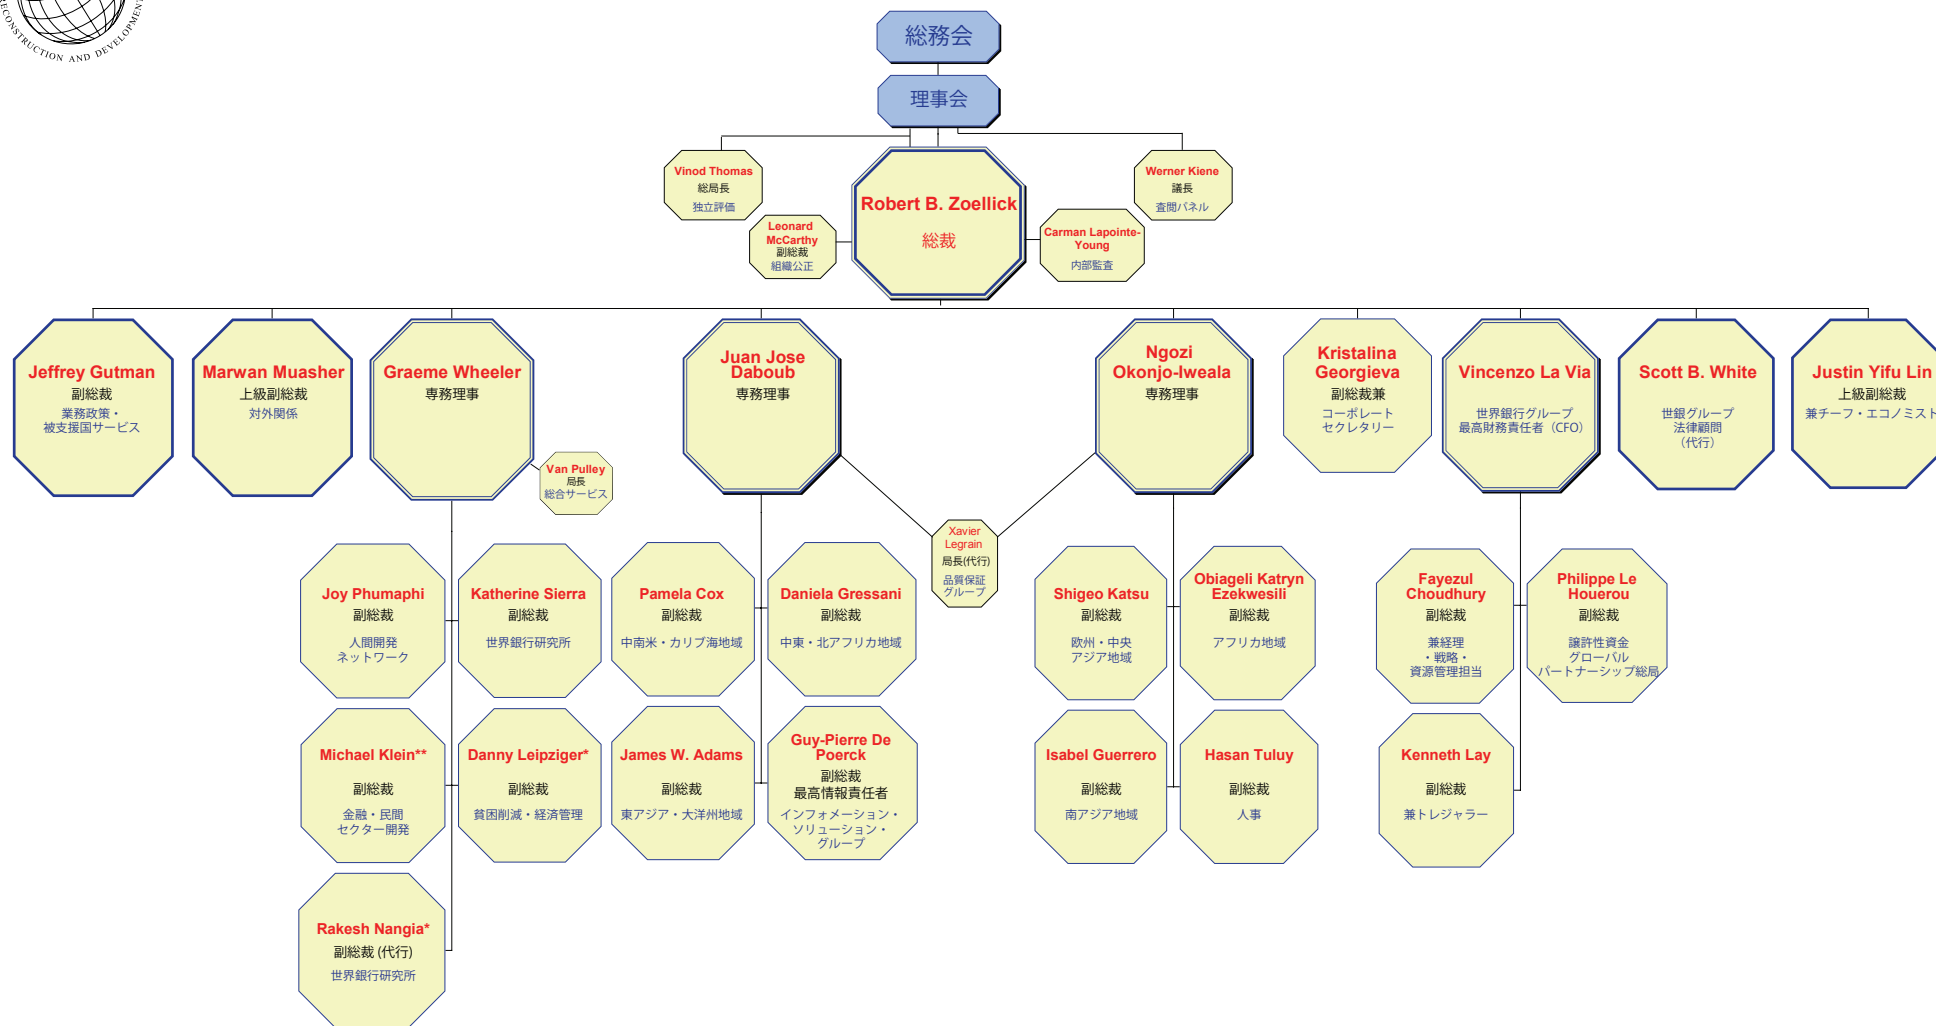 RECONSTRUCTION AND DEVELOPMENT
総務会
理事会
Vinod Thomas
総局長
独立評価
Leonard
McCarthy
副総裁
組織公正
Robert B. Zoellick
総裁
Carman Lapointe-
Young
内部監査
Werner Kiene
議長
査閲パネル
Jeffrey Gutman
副総裁
業務政策・
被支援国サービス
Marwan Muasher
上級副総裁
対外関係
Graeme Wheeler
専務理事
Van Pulley
局長
総合サービス
Juan Jose
Daboub
専務理事
Ngozi
Okonjo-Iweala
専務理事
Kristalina
Georgieva
副総裁兼
コーポレート
セクレタリー
Vincenzo La Via
世界銀行グループ
最高財務責任者（CFO）
Scott B. White
世銀グループ
法律顧問
（代行）
Justin Yifu Lin
上級副総裁
兼チーフ・エコノミスト
Xavier
Legrain
局長(代行)
品質保証
グループ
Joy Phumaphi
副総裁
人間開発
ネットワーク
Katherine Sierra
副総裁
世界銀行研究所
Pamela Cox
副総裁
中南米・カリブ海地域
Daniela Gressani
副総裁
中東・北アフリカ地域
Shigeo Katsu
副総裁
欧州・中央
アジア地域
Obiageli Katryn
Ezekwesili
副総裁
アフリカ地域
Fayezul
Choudhury
副総裁
兼経理
・戦略・
資源管理担当
Philippe Le
Houerou
副総裁
譲許性資金
グローバル
パートナーシップ総局
Michael Klein**
副総裁
金融・民間
セクター開発
Danny Leipziger*
副総裁
貧困削減・経済管理
James W. Adams
副総裁
東アジア・大洋州地域
Guy-Pierre De
Poerck
副総裁
最高情報責任者
インフォメーション・
ソリューション・
グループ
Isabel Guerrero
副総裁
南アジア地域
Hasan Tuluy
副総裁
人事
Kenneth Lay
副総裁
兼トレジャラー
Rakesh Nangia*
副総裁 (代行)
世界銀行研究所